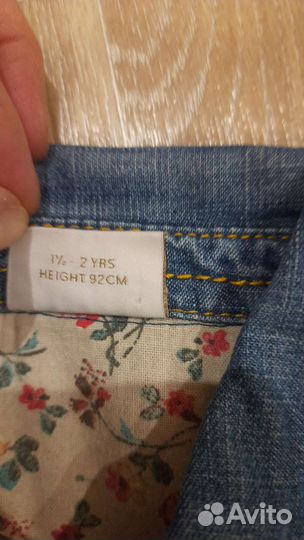 1½ - 2 YRS
HEIGHT 92CM
Avito